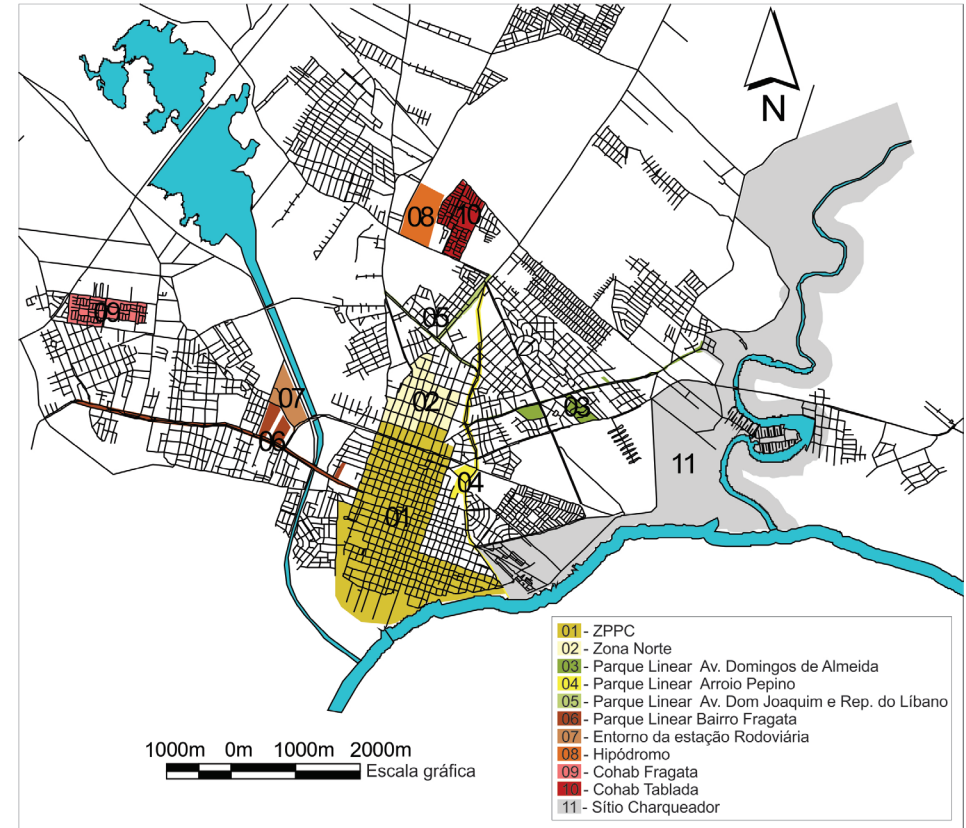 N
08
10
09
05
07
02
03
06
04
11
01
01 - ZPPC
02 - Zona Norte
03 - Parque Linear Av. Domingos de Almeida
04 - Parque Linear Arroio Pepino
05 - Parque Linear Av. Dom Joaquim e Rep. do Líbano
06 - Parque Linear Bairro Fragata
07 - Entorno da estação Rodoviária
08 - Hipódromo
09 - Cohab Fragata
10 - Cohab Tablada
11 - Sítio Charqueador
1000m 0m 1000m 2000m
Escala gráfica